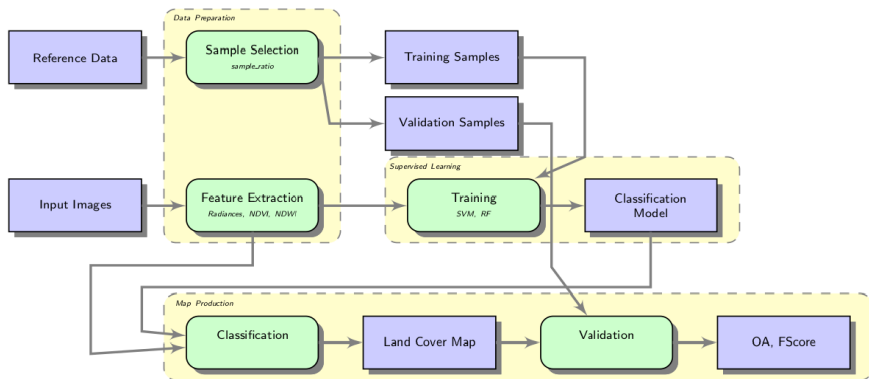 Data Preparation
Reference Data
Sample Selection
sample_ratio
Training Samples
Validation Samples
Supervised Learning
Input Images
Feature Extraction
Radiances, NDVI, NDWI
Training
SVM, RF
Classification
Model
Map Production
Classification
Land Cover Map
Validation
OA, FScore